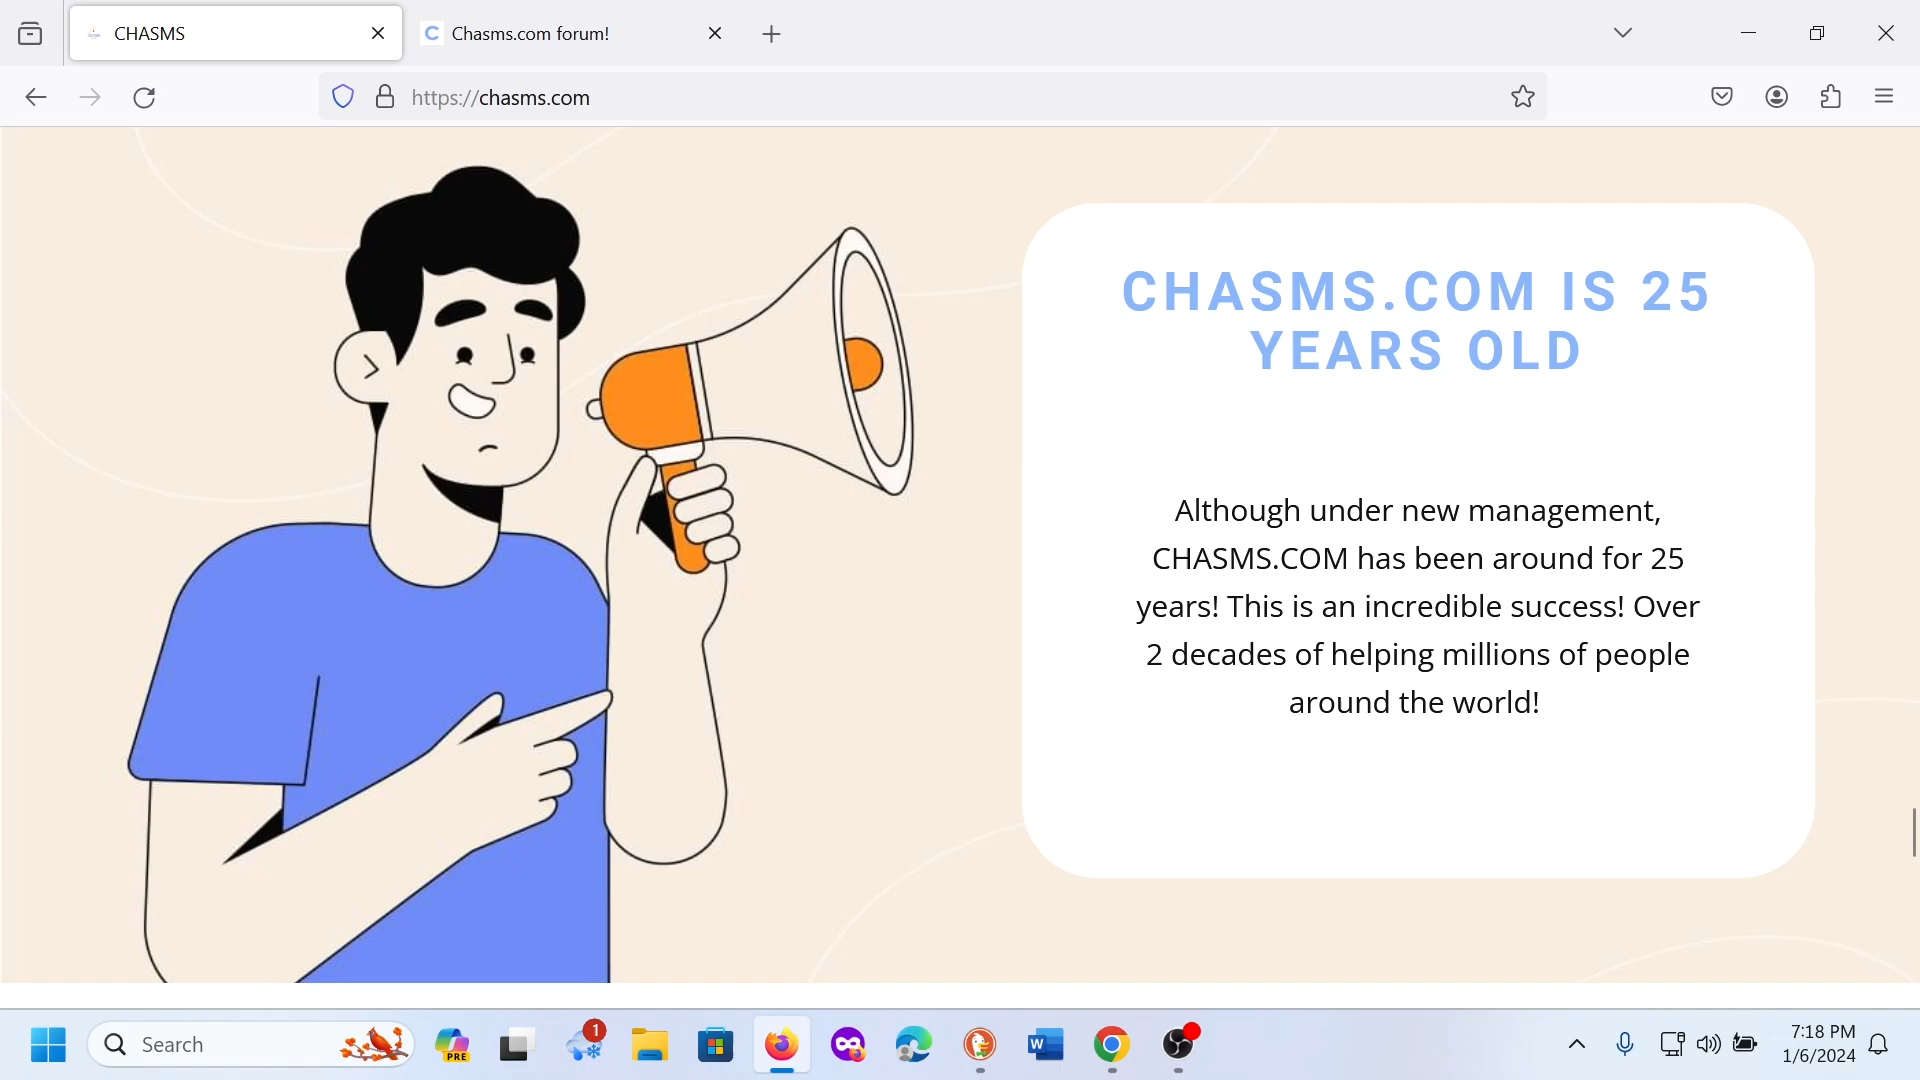 CHASMS
Chasms.com forum!
https://chasms.com
CHASMS.COM IS 25
YEARS OLD
Although under new management,
CHASMS.COM has been around for 25
years! This is an incredible success! Over
2 decades of helping millions of people
around the world!
Search
PRE
1
W
7:18 PM
1/6/2024